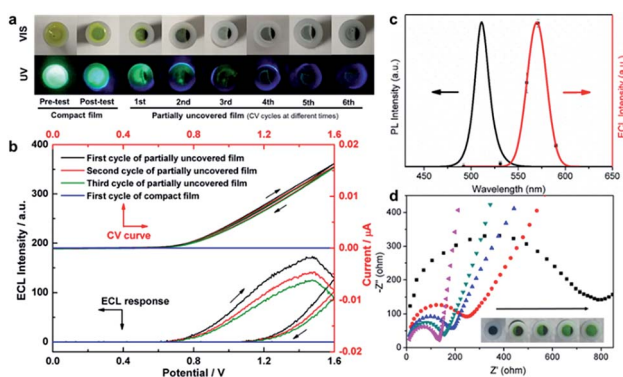 a
VIS
UV
Pre-test Post-test 1st 2nd 3rd 4th 5th 6th
Compact film Partially uncovered film (CV cycles at different times)
b
ECL Intensity / a.u.
400
300
200
100
0
First cycle of partially uncovered film
Second cycle of partially uncovered film
Third cycle of partially uncovered film
First cycle of compact film
CV curve
ECL response
0.02
0.01
0.00
-0.01
-0.02
Current / μA
0.0 0.4 0.8 1.2 1.6
Potential / V
c
PL Intensity (a.u.)
ECL Intensity (a.u.)
450 500 550 600 650
Wavelength (nm)
d
-Z'' (ohm)
400
300
200
100
0
0 200 400 600 800
Z' (ohm)